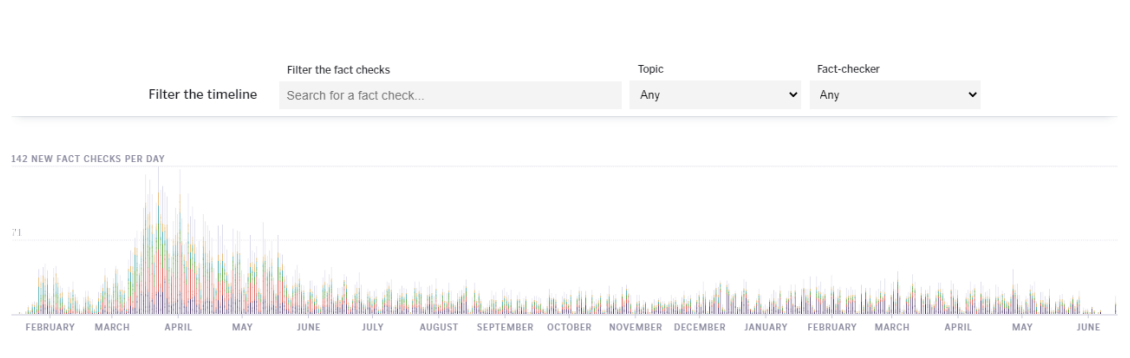 Filter the fact checks
Topic
Fact-checker
Filter the timeline
Search for a fact check...
Any
Any
142 NEW FACT CHECKS PER DAY
71
FEBRUARY
MARCH
APRIL
MAY
JUNE
JULY
AUGUST
SEPTEMBER
OCTOBER
NOVEMBER
DECEMBER
JANUARY
FEBRUARY
MARCH
APRIL
MAY
JUNE